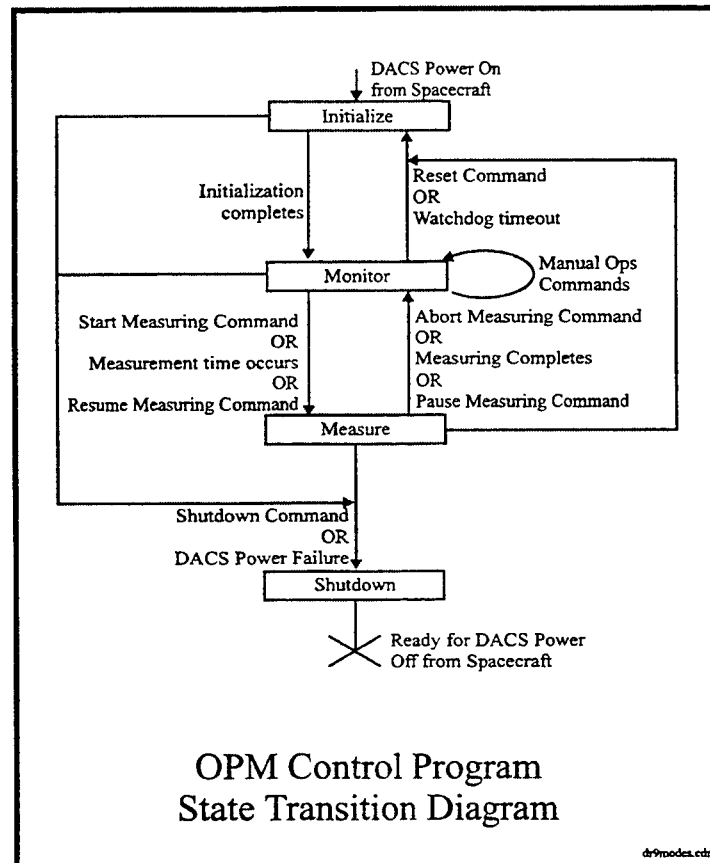 DACS Power On
from Spacecraft
Initialize
Initialization
completes
Reset Command
OR
Watchdog timeout
Monitor
Manual Ops
Commands
Start Measuring Command
OR
Measurement time occurs
OR
Resume Measuring Command
Abort Measuring Command
OR
Measuring Completes
OR
Pause Measuring Command
Measure
Shutdown Command
OR
DACS Power Failure
Shutdown
Ready for DACS Power
Off from Spacecraft
OPM Control Program
State Transition Diagram
dr9modes.cdr